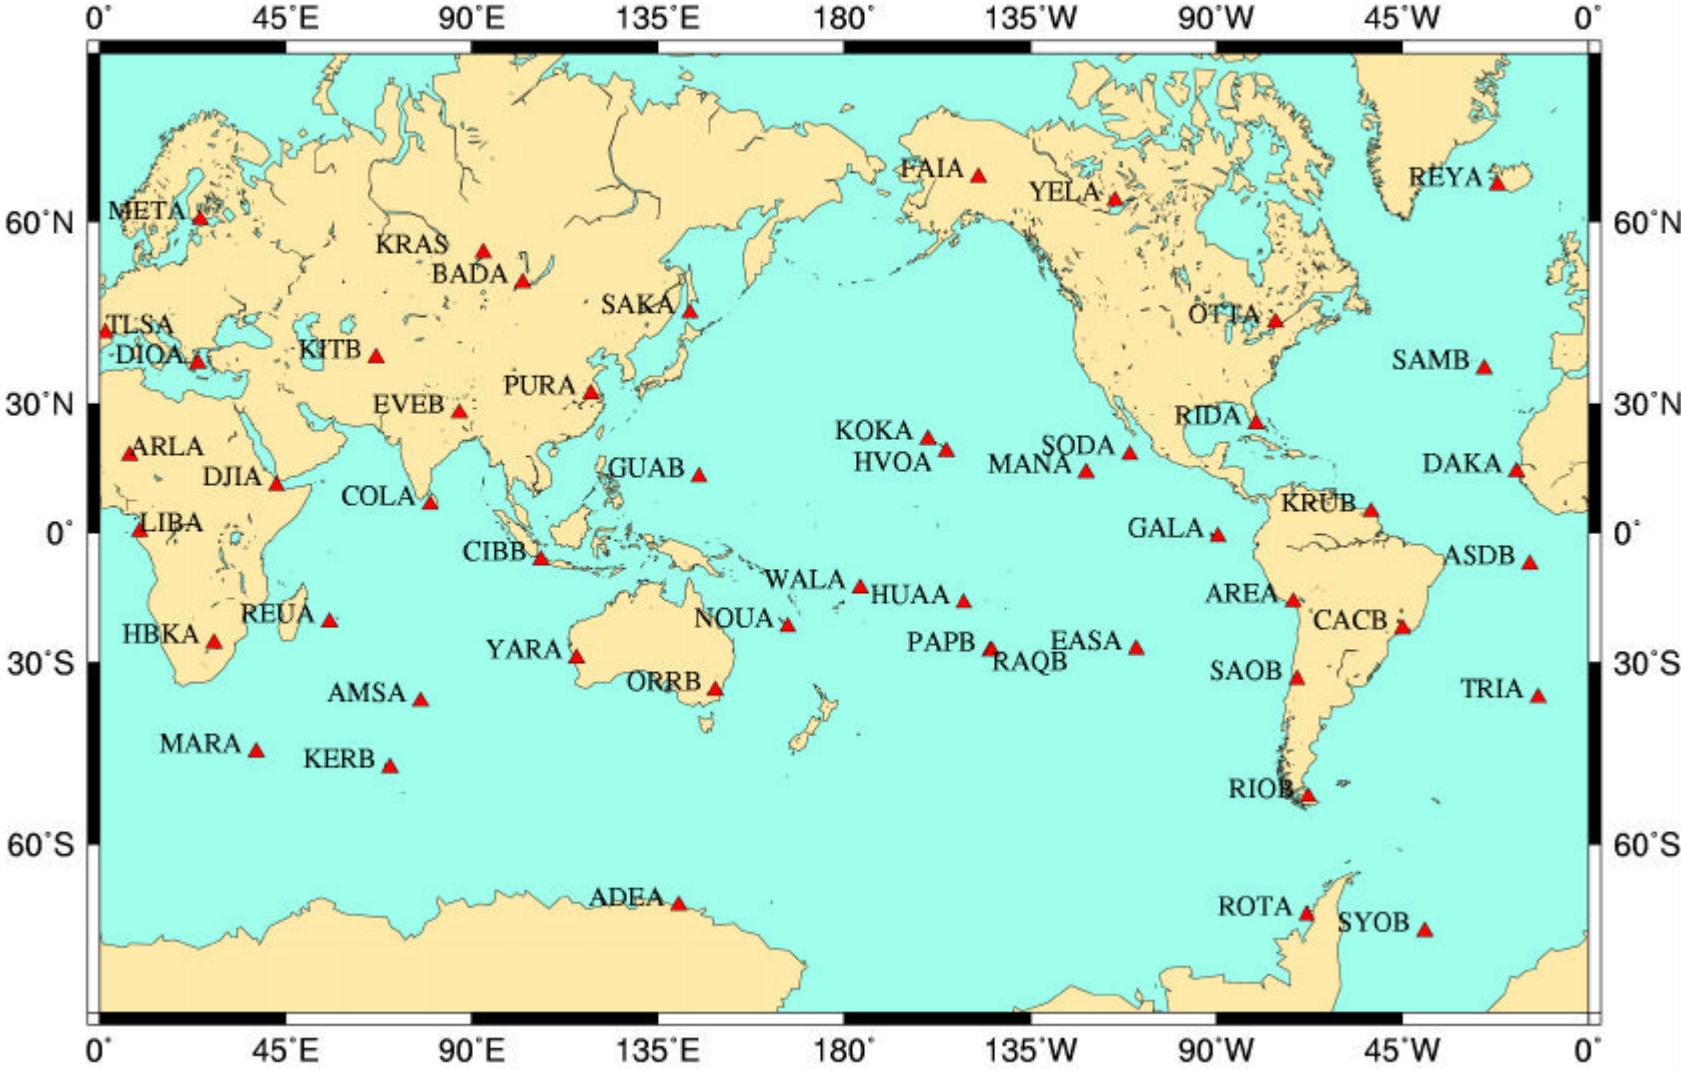 0° 45°E 90°E 135°E 180° 135°W 90°W 45°W 0°
FAIA
YELA
REYA
META
60°N 60°N
KRAS
BADA
SAKA
OTTA
TLSA
DIOA
KITB
SAMB
PURA
EVEB
30°N 30°N
RIDA
KOKA
ARLA
SODA
HVOA
MANA
DAKA
GUAB
DJIA
COLA
KRUB
LIBA
GALA
0° 0°
CIBB
ASDB
WALA
HUAA
AREA
REUA
NOUA
CACB
HBKA
PAPB
EASA
YARA
RAQB
30°S 30°S
SAOB
ORRB
TRIA
AMSA
MARA
KERB
RIOB
60°S 60°S
ADEA
ROTA
SYOB
0° 45°E 90°E 135°E 180° 135°W 90°W 45°W 0°